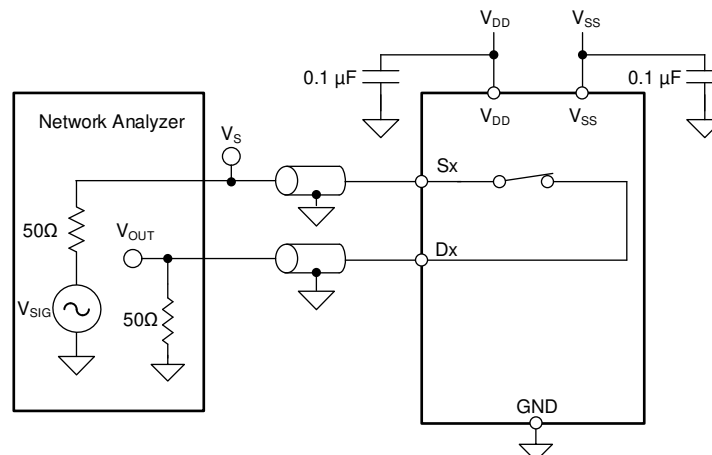 V_DD
V_SS
0.1 µF
0.1 µF
Network Analyzer
V_DD
V_SS
V_S
Sx
50Ω
V_OUT
Dx
V_SIG
50Ω
GND